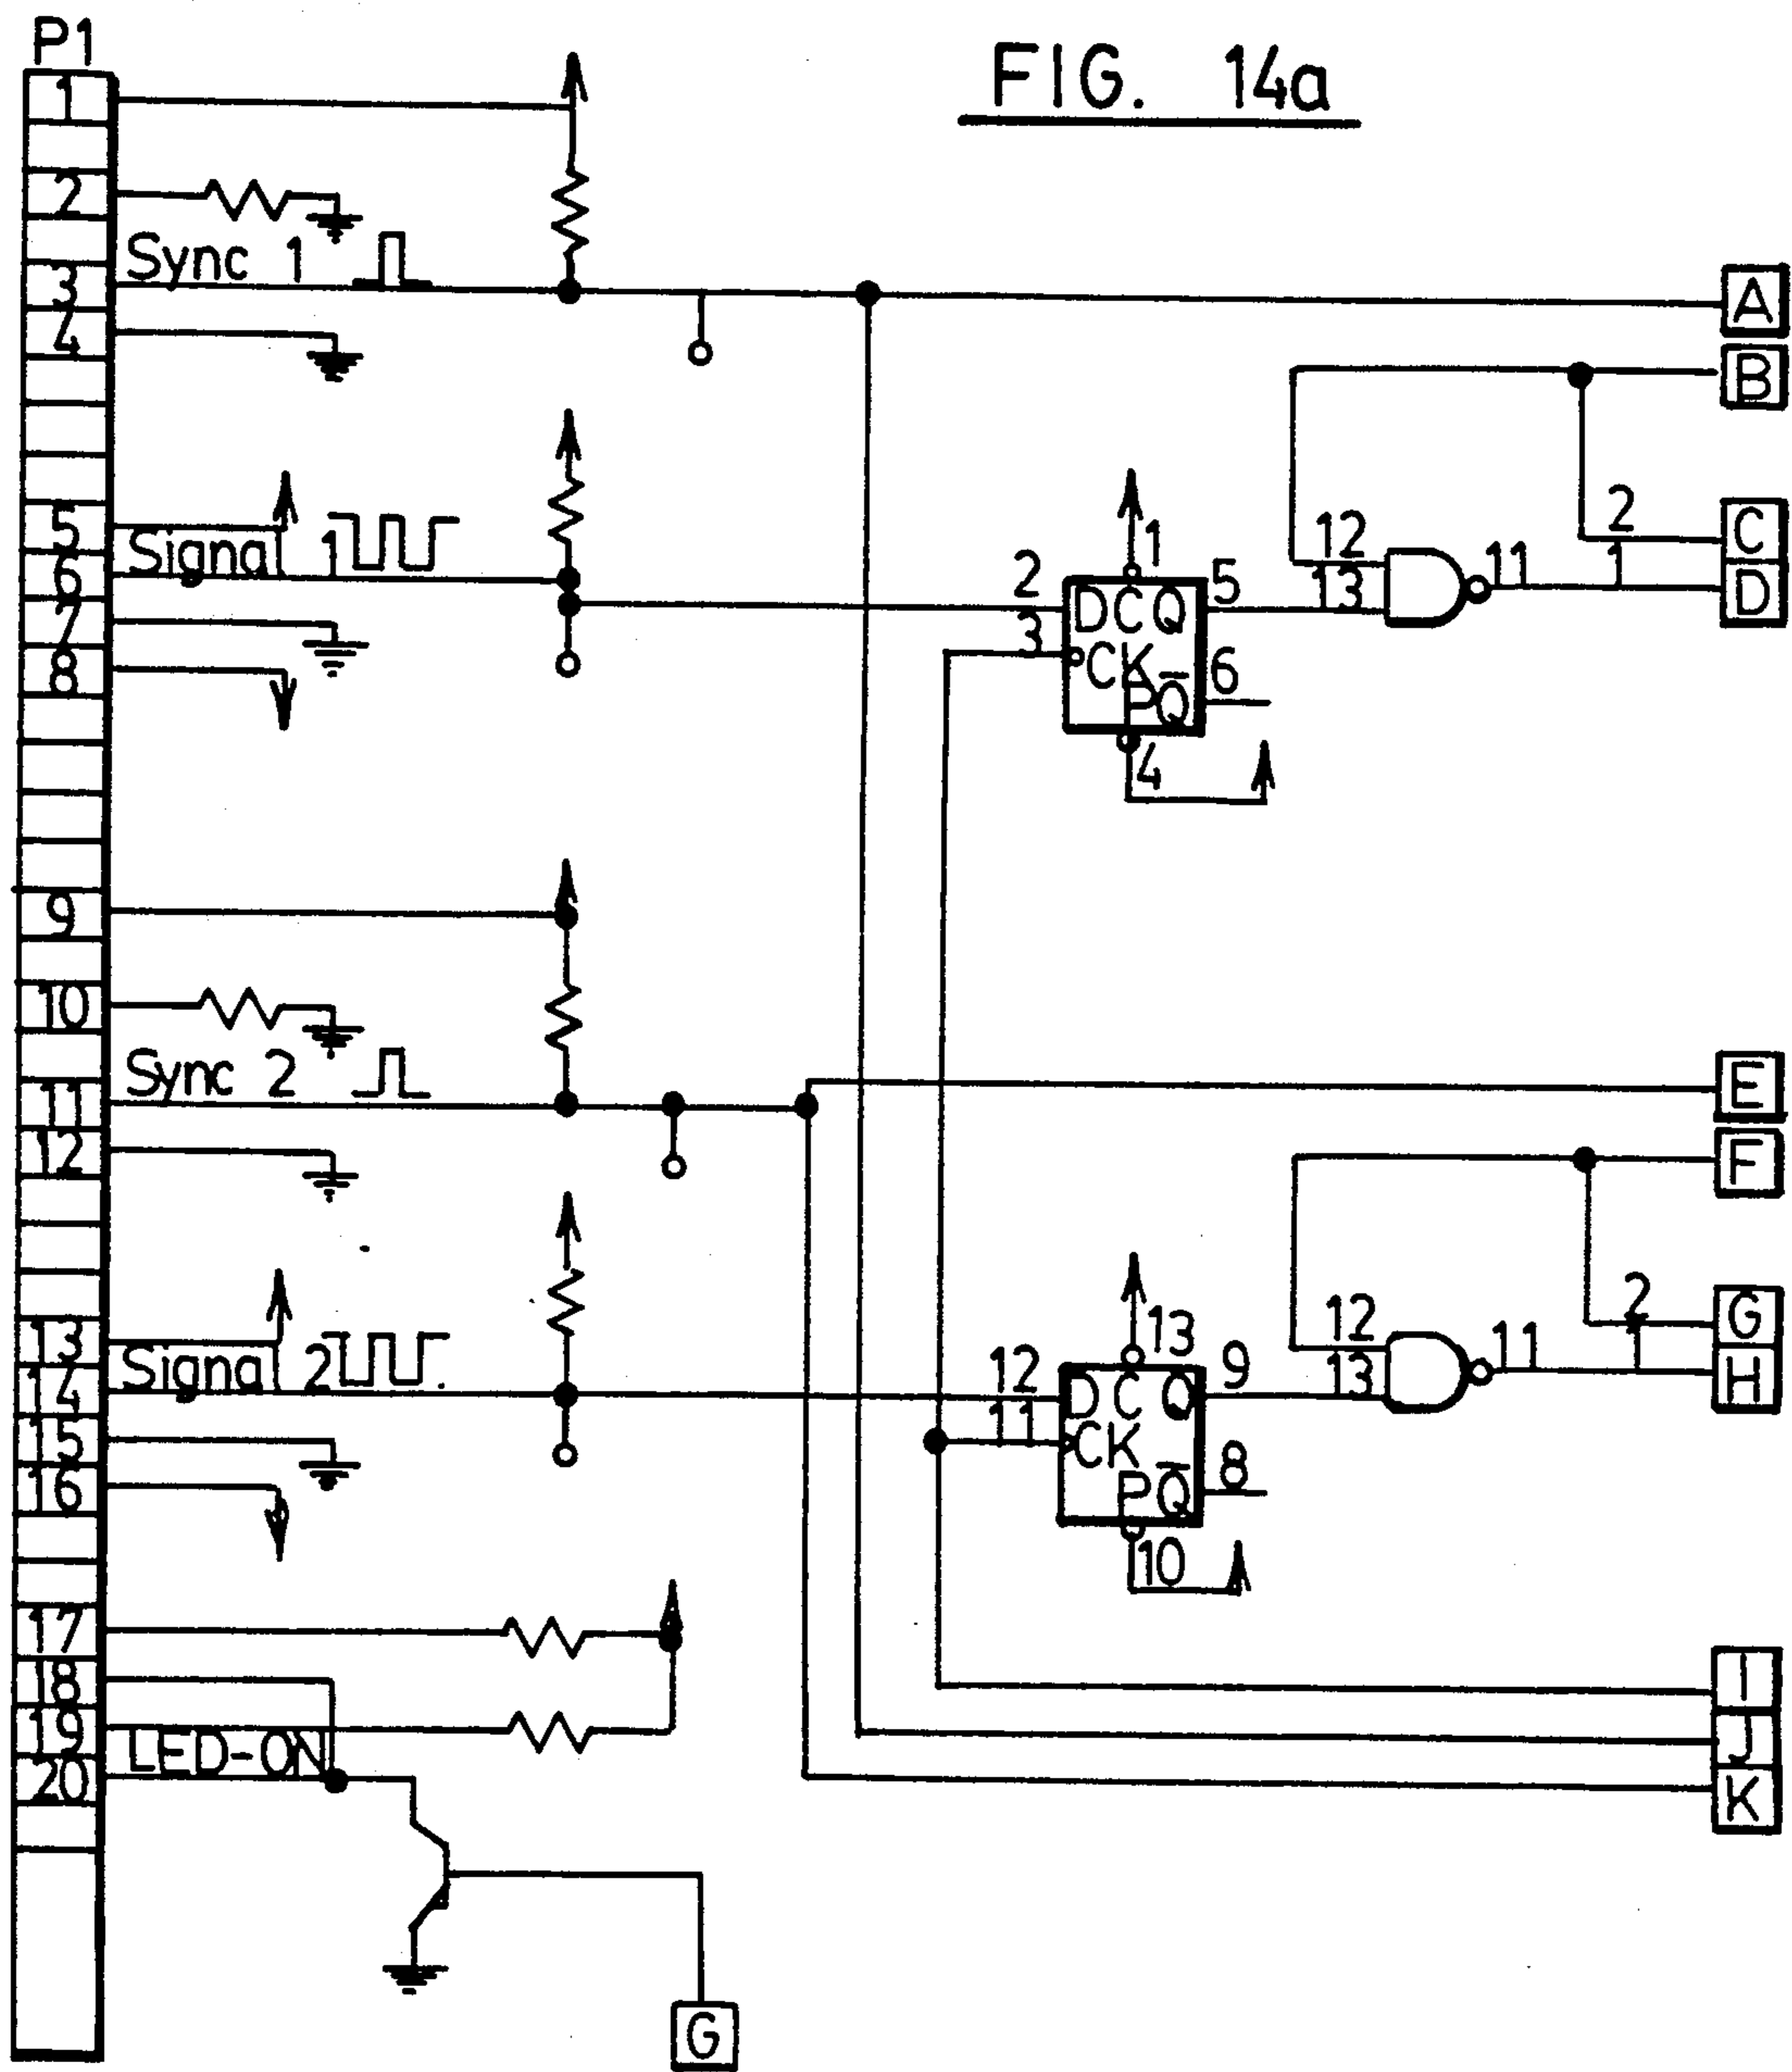 P1
FIG. 14a
1
2
Sync 1
3
4
A
B
5
Signal 1
6
7
8
2
3
1
D C Q
CK
P Q̅
5
6
4
12
13
11
2
1
C
D
9
10
Sync 2
11
12
E
F
13
Signal 2
14
15
16
12
11
13
D C Q
CK
P Q̅
9
8
10
12
13
11
2
1
G
H
17
18
19
LED-ON
20
I
J
K
G